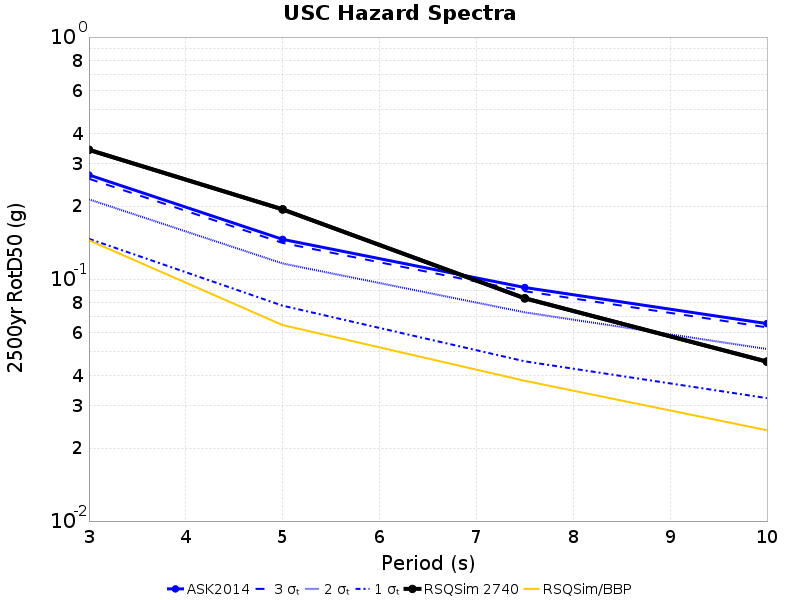 USC Hazard Spectra
10^0
8
6
4
3
2
10^-1
8
6
4
3
2
10^-2
2500yr RotD50 (g)
3 4 5 6 7 8 9 10
Period (s)
ASK2014 3 σₜ 2 σₜ 1 σₜ RSQSim 2740 RSQSim/BBP